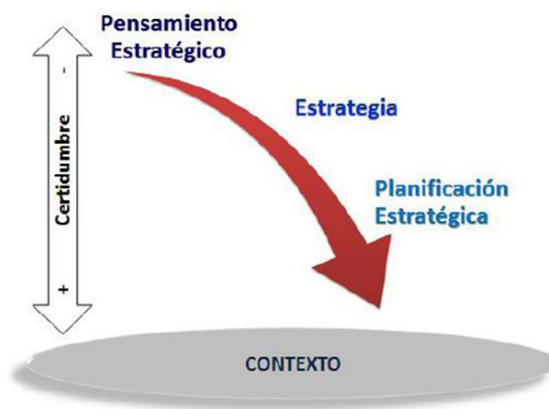 Pensamiento
Estratégico
-
Estrategia
Certidumbre
Planificación
Estratégica
+
CONTEXTO